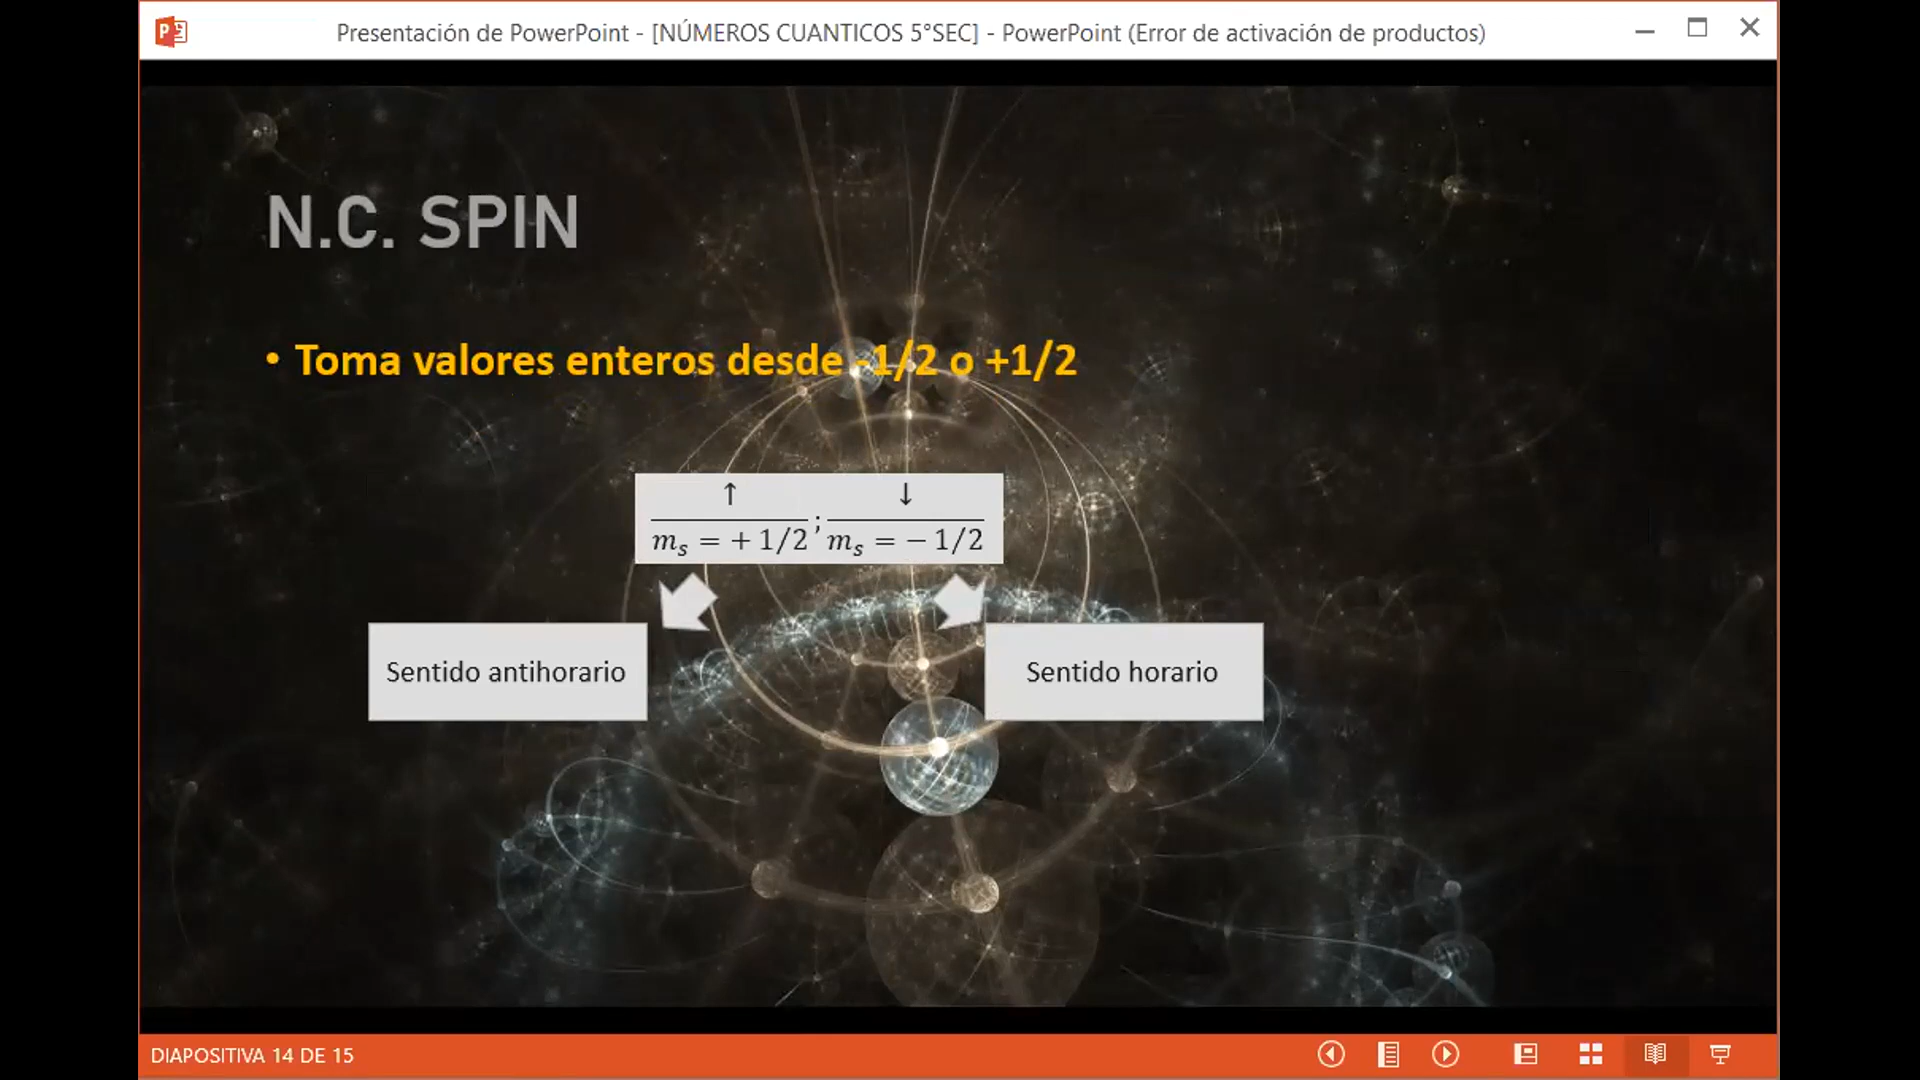 Presentación de PowerPoint - [NÚMEROS CUANTICOS 5°SEC] - PowerPoint (Error de activación de productos)
N.C. SPIN
• Toma valores enteros desde -1/2 o +1/2
↑ ↓
mₛ = + 1/2 ; mₛ = − 1/2
Sentido antihorario
Sentido horario
DIAPOSITIVA 14 DE 15